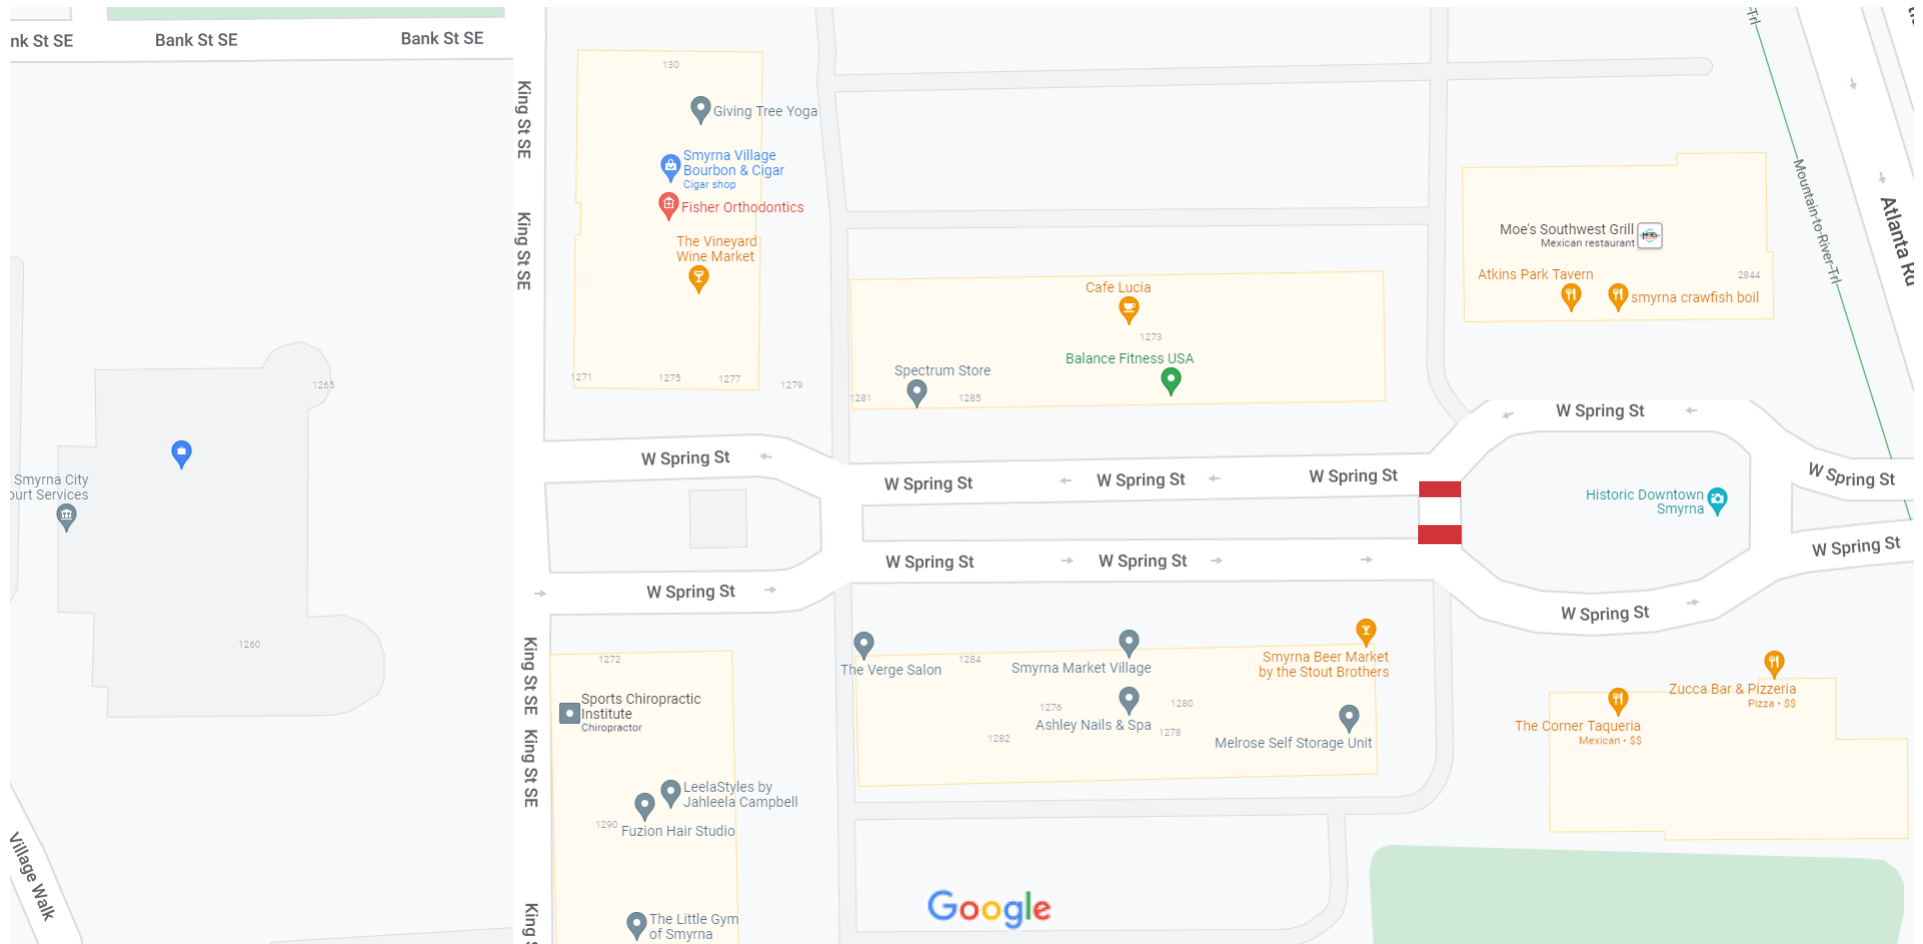 nk St SE
Bank St SE
Bank St SE
King St SE
King St SE
130
Giving Tree Yoga
Smyrna Village
Bourbon & Cigar
Cigar shop
Fisher Orthodontics
The Vineyard
Wine Market
1271
1275
1277
1279
1265
Smyrna City
ourt Services
1260
Cafe Lucia
1273
Balance Fitness USA
Spectrum Store
1281
1285
Moe's Southwest Grill
Mexican restaurant
MOE'S
Atkins Park Tavern
2844
smyrna crawfish boil
Mountain-to-River-Trl
-Trl
Atlanta Rd
W Spring St
W Spring St
W Spring St
W Spring St
W Spring St
W Spring St
Historic Downtown
Smyrna
W Spring St
W Spring St
W Spring St
W Spring St
W Spring St
King St SE
King St SE
King S
1272
Sports Chiropractic
Institute
Chiropractor
LeelaStyles by
Jahleela Campbell
1290
Fuzion Hair Studio
The Little Gym
of Smyrna
The Verge Salon
1284
Smyrna Market Village
Smyrna Beer Market
by the Stout Brothers
1276
1280
Ashley Nails & Spa
1278
1282
Melrose Self Storage Unit
Zucca Bar & Pizzeria
Pizza • $$
The Corner Taqueria
Mexican • $$
Village Walk
Google